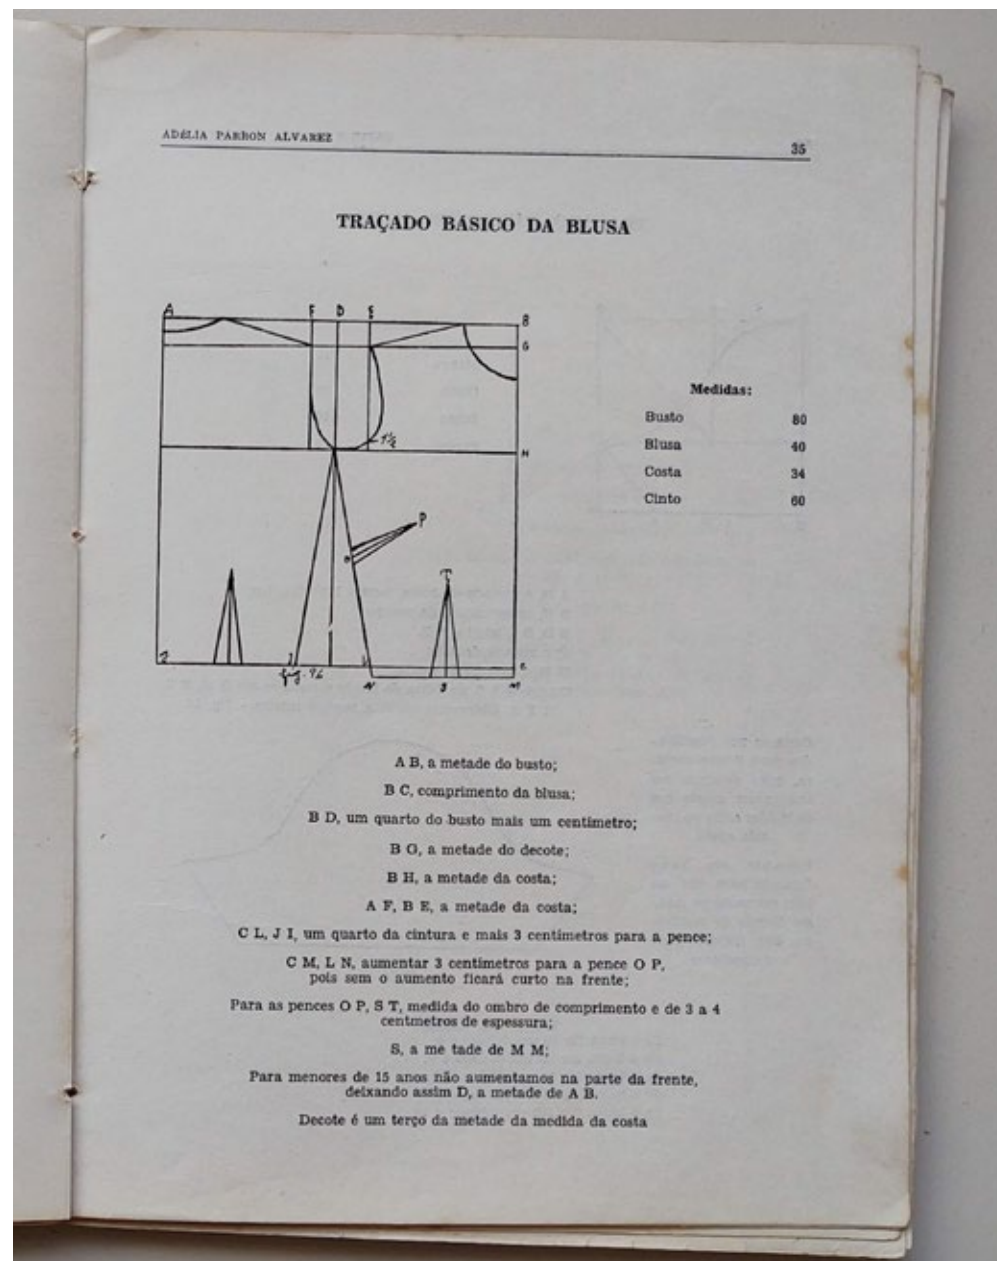 ADÉLIA PARRON ALVAREZ
35
TRAÇADO BÁSICO DA BLUSA
A F D E B
G
1½
H
P
O
T
J I L C
fig. 96
N S M
Medidas:
Busto 80
Blusa 40
Costa 34
Cinto 60
A B, a metade do busto;
B C, comprimento da blusa;
B D, um quarto do busto mais um centímetro;
B G, a metade do decote;
B H, a metade da costa;
A F, B E, a metade da costa;
C L, J I, um quarto da cintura e mais 3 centímetros para a pence;
C M, L N, aumentar 3 centímetros para a pence O P,
pois sem o aumento ficará curto na frente;
Para as pences O P, S T, medida do ombro de comprimento e de 3 a 4
centmetros de espessura;
S, a me tade de M M;
Para menores de 15 anos não aumentamos na parte da frente,
deixando assim D, a metade de A B.
Decote é um terço da metade da medida da costa